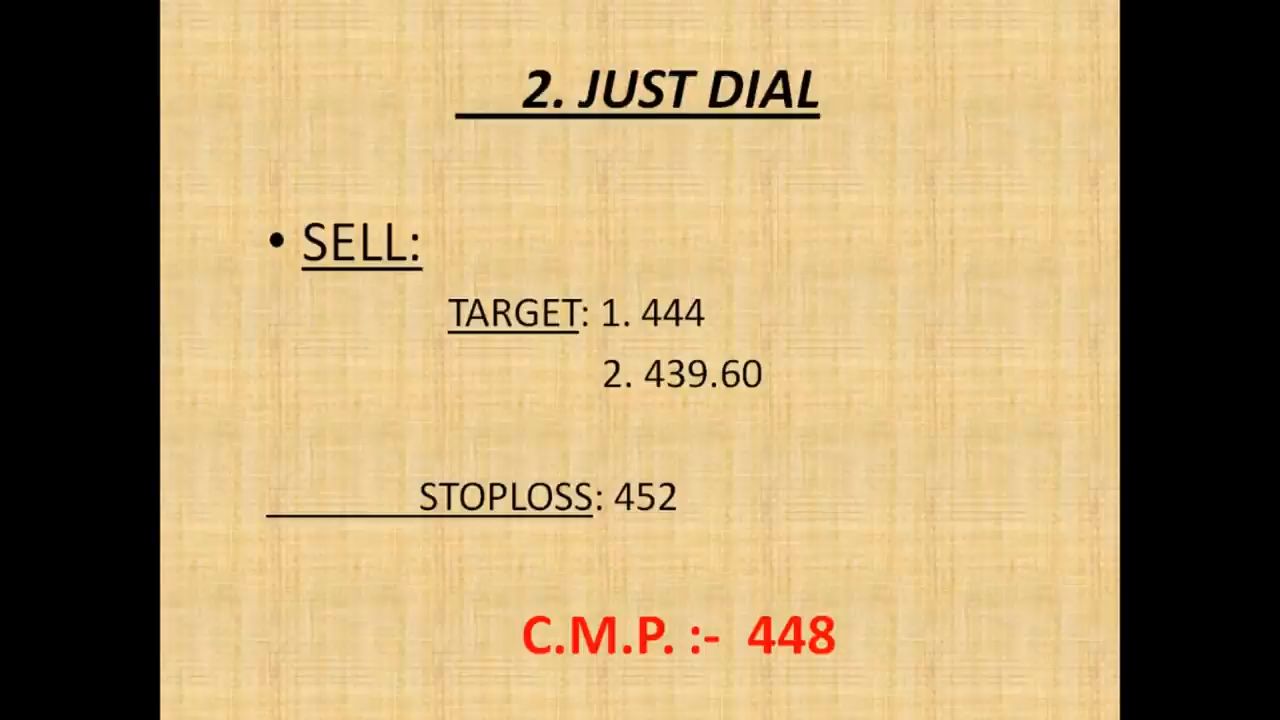 2. JUST DIAL
• SELL:
TARGET: 1. 444
2. 439.60
STOPLOSS: 452
C.M.P. :- 448